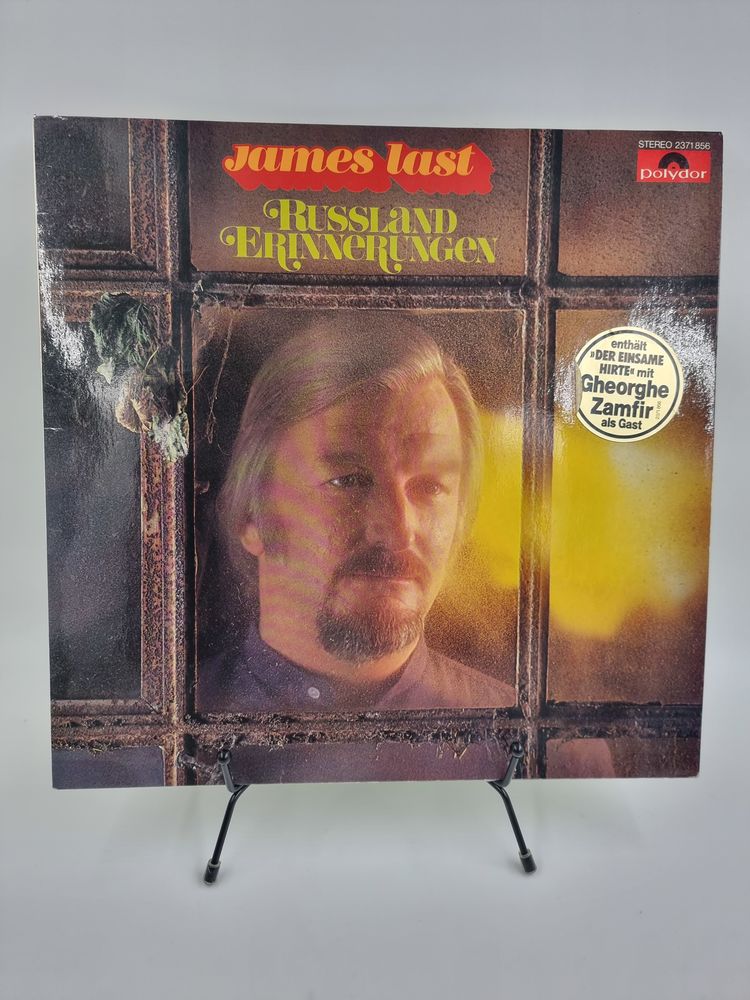 STEREO 2371 856
polydor
James Last
RUSSLAND
ERINNERUNGEN
enthält
»DER EINSAME
HIRTE« mit
Gheorghe
Zamfir
als Gast